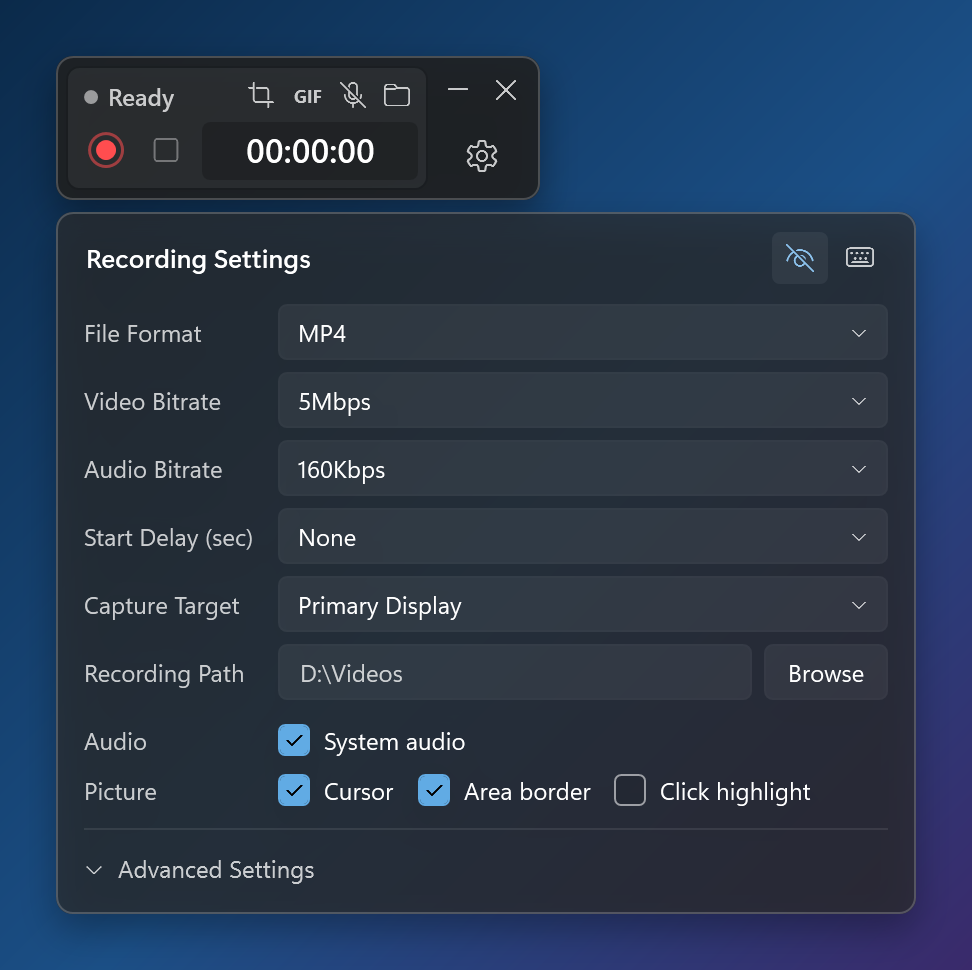 Ready GIF
00:00:00
Recording Settings
File Format MP4
Video Bitrate 5Mbps
Audio Bitrate 160Kbps
Start Delay (sec) None
Capture Target Primary Display
Recording Path D:\Videos Browse
Audio System audio
Picture Cursor Area border Click highlight
Advanced Settings